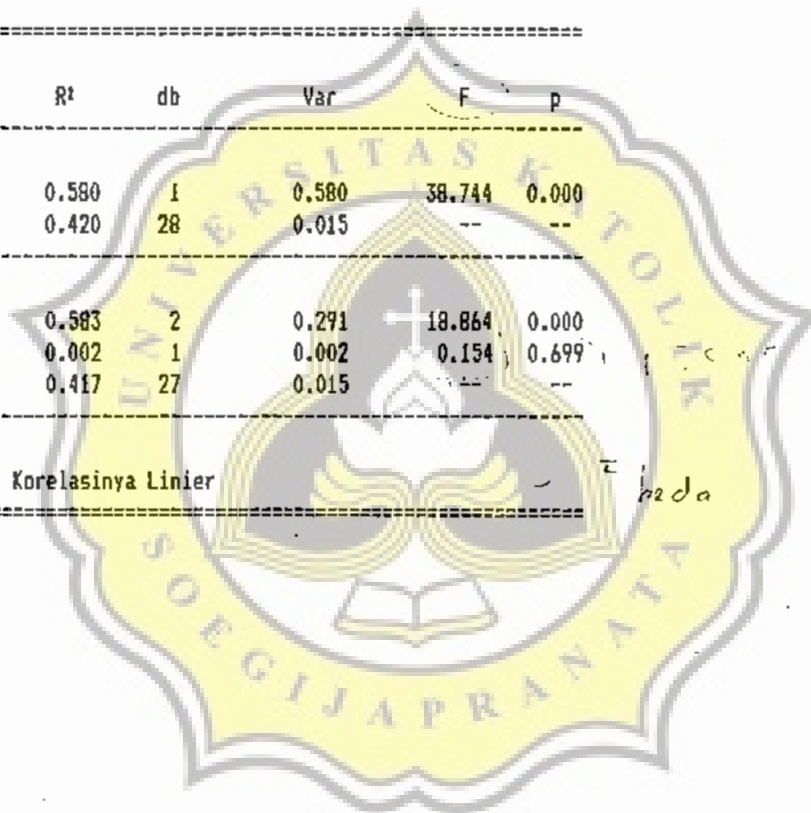 R² db Var F p
0.580 1 0.580 38.744 0.000
0.420 28 0.015 -- --
0.583 2 0.291 18.864 0.000
0.002 1 0.002 0.154 0.699
0.417 27 0.015 -- --
Korelasinya Linier
UNIVERSITAS KATOLIK
SOEGIJAPRANATA